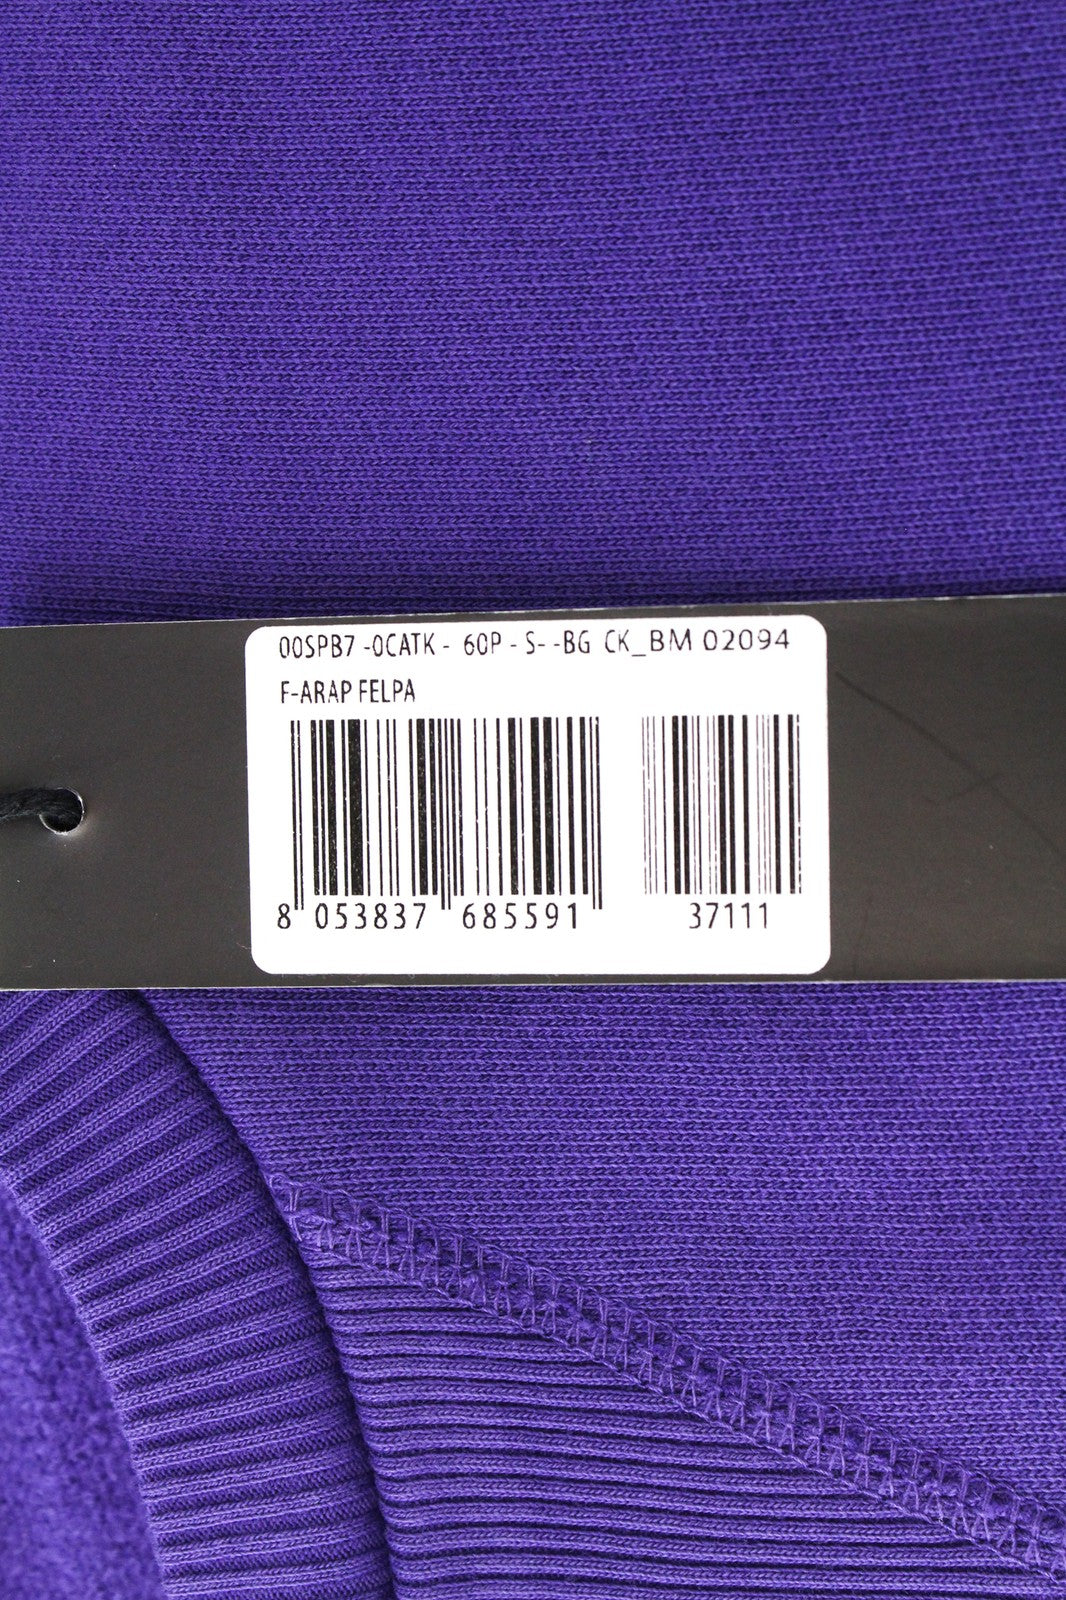 00SPB7 -0CATK - 60P - S- -BG CK_BM 02094
F-ARAP FELPA
8 053837 685591 37111